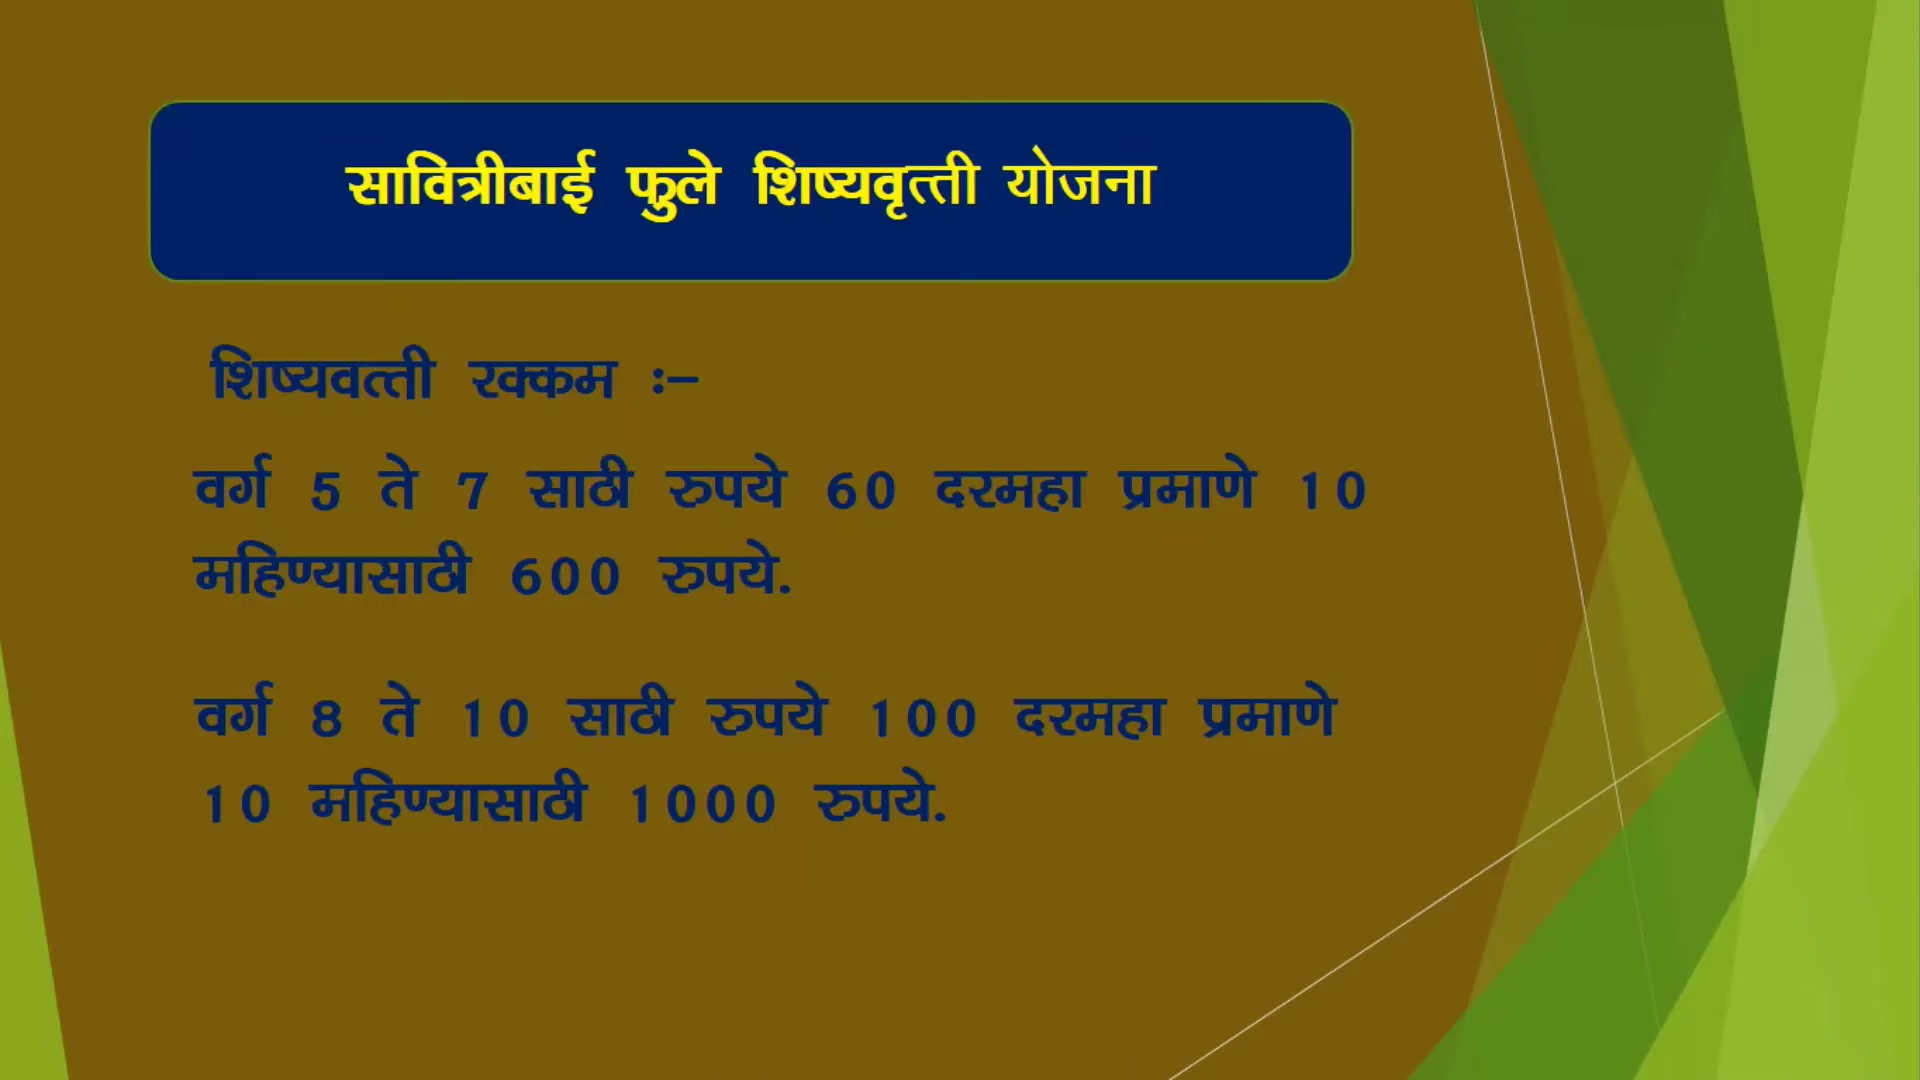 सावित्रीबाई फुले शिष्यवृत्ती योजना
शिष्यवत्ती रक्कम :-
वर्ग 5 ते 7 साठी रुपये 60 दरमहा प्रमाणे 10
महिण्यासाठी 600 रुपये.
वर्ग 8 ते 10 साठी रुपये 100 दरमहा प्रमाणे
10 महिण्यासाठी 1000 रुपये.